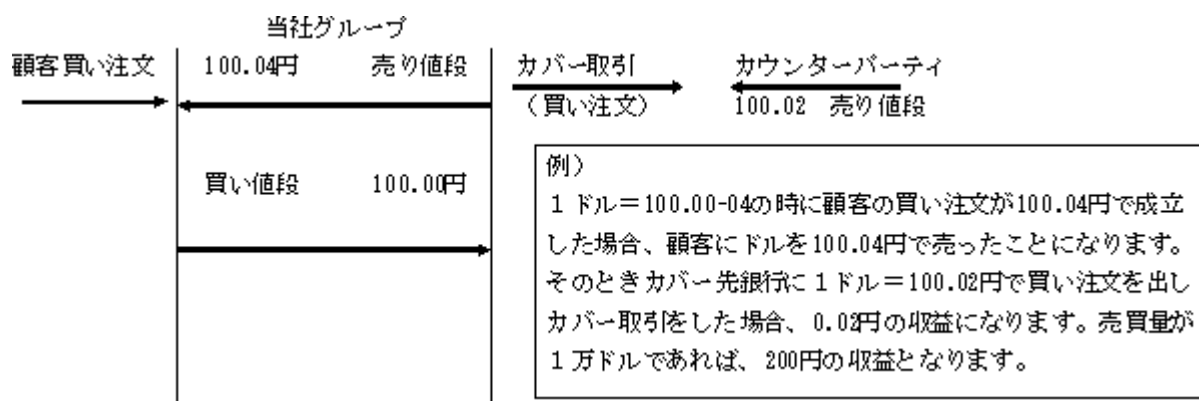 当社グループ
顧客買い注文 100.04円 売り値段 カバー取引 カウンターパーティ
(買い注文) 100.02 売り値段
買い値段 100.00円
例)
1ドル=100.00-04の時に顧客の買い注文が100.04円で成立
した場合、顧客にドルを100.04円で売ったことになります。
そのときカバー先銀行に1ドル=100.02円で買い注文を出し
カバー取引をした場合、0.02円の収益になります。売買量が
1万ドルであれば、200円の収益となります。